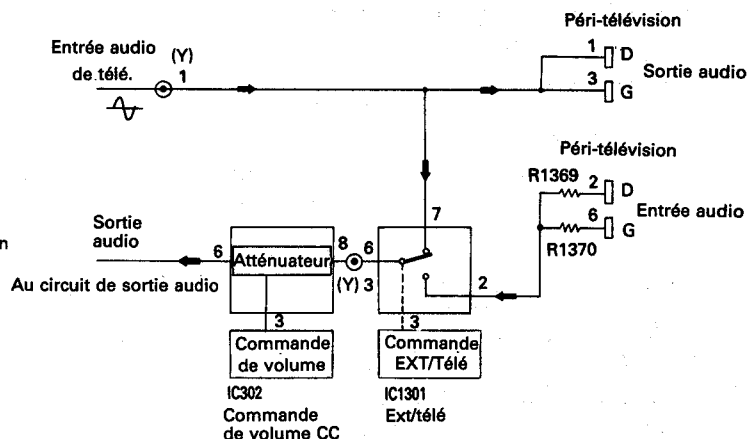 Péri-télévision
Entrée audio
de télé.
(Y)
1
1
D
3
G
Sortie audio
Péri-télévision
R1369
2
D
6
G
R1370
Entrée audio
7
Sortie
audio
n
6
Atténuateur
8
6
(Y)
3
2
Au circuit de sortie audio
3
Commande
de volume
3
Commande
EXT/Télé
IC302
Commande
de volume CC
IC1301
Ext/télé